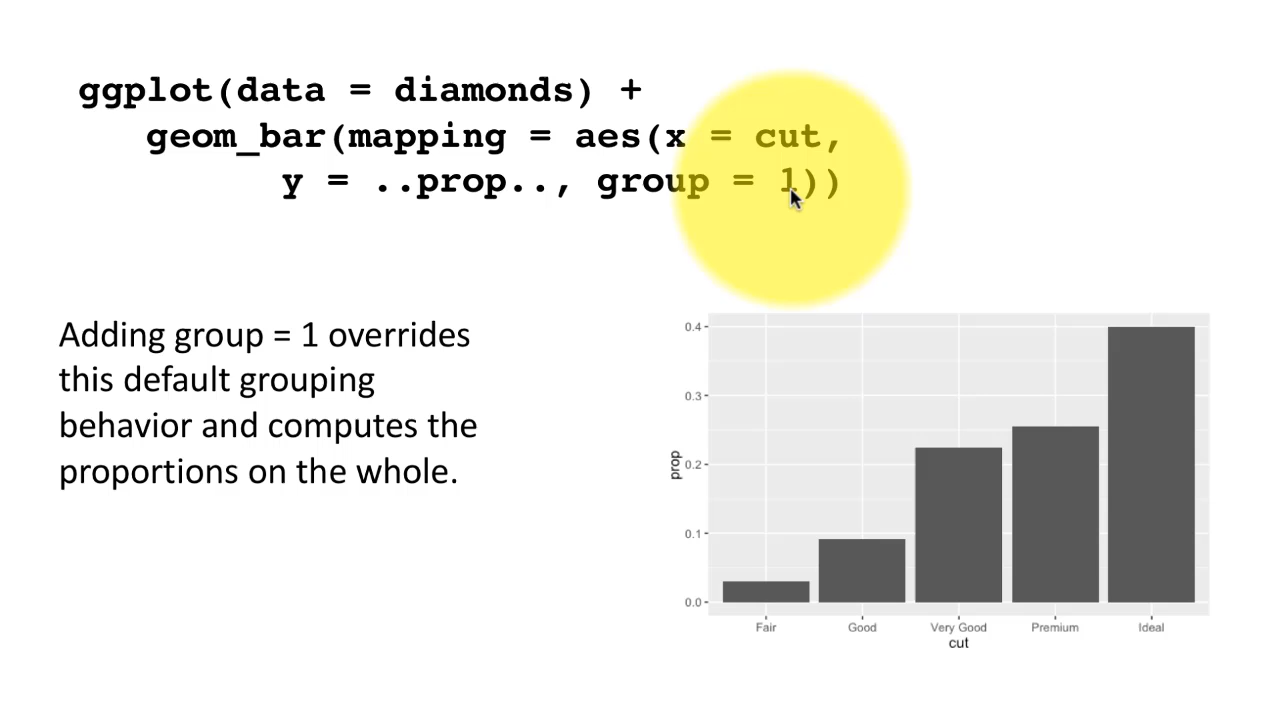 ggplot(data = diamonds) +
geom_bar(mapping = aes(x = cut,
y = ..prop.., group = 1))
Adding group = 1 overrides
this default grouping
behavior and computes the
proportions on the whole.
0.4
0.3
0.2
0.1
0.0
prop
Fair Good Very Good Premium Ideal
cut